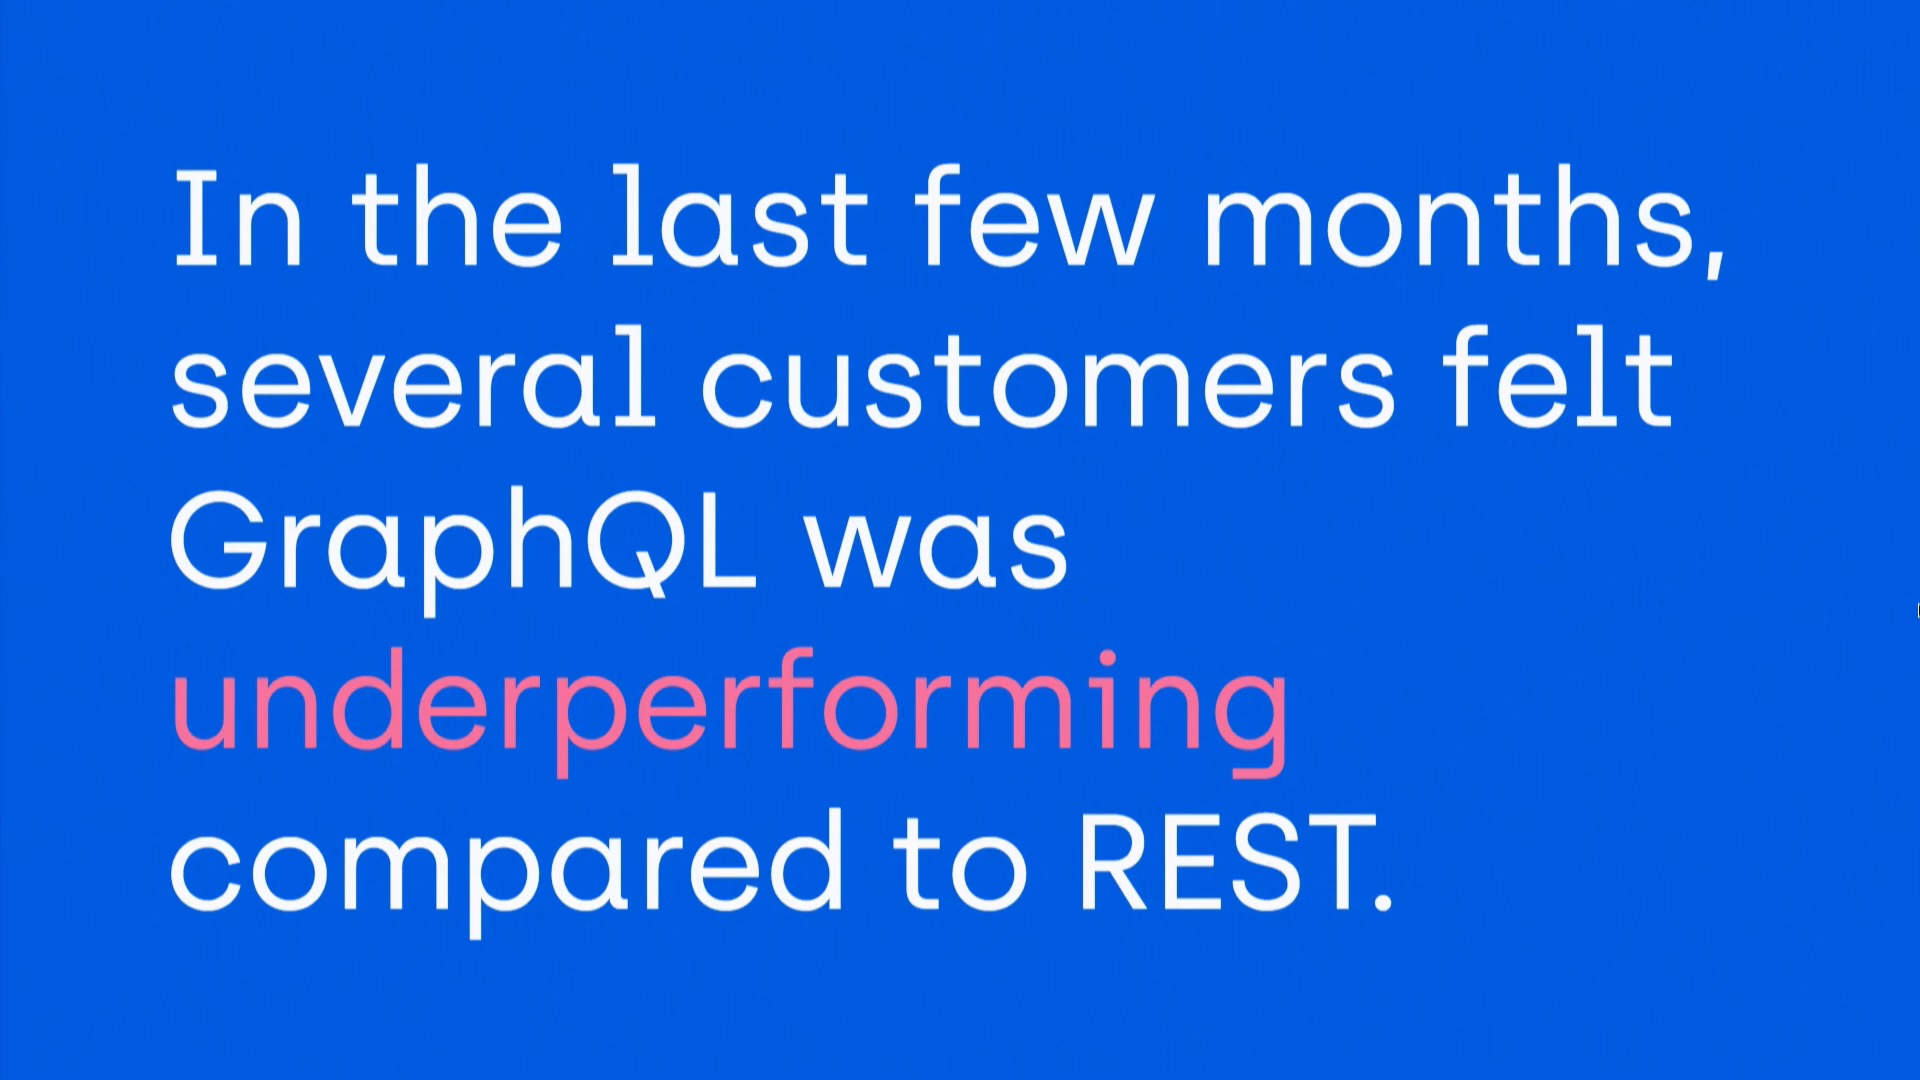 In the last few months,
several customers felt
GraphQL was
underperforming
compared to REST.